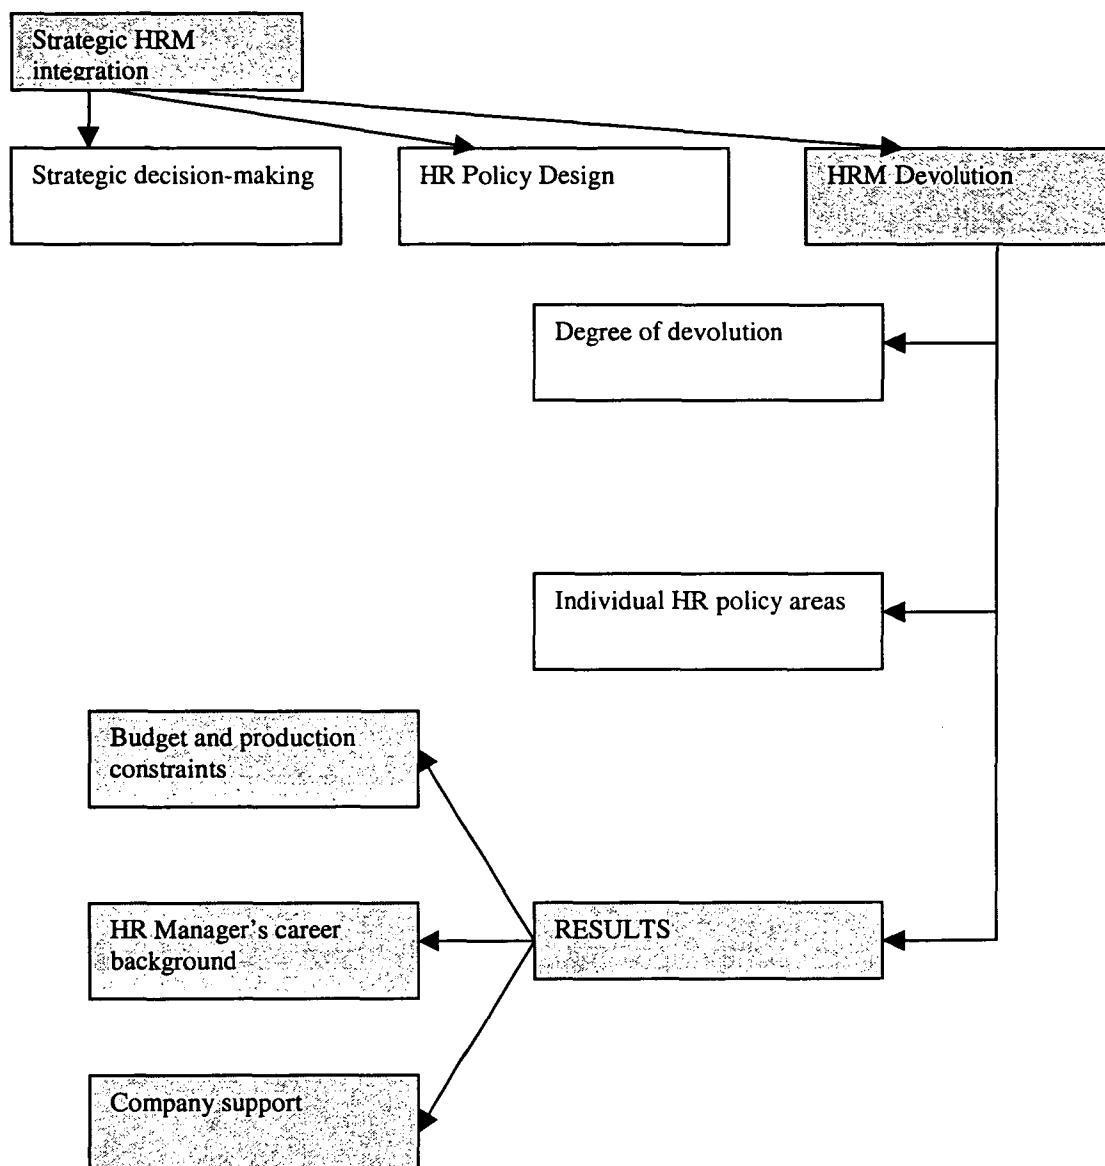 Strategic HRM
integration
Strategic decision-making
HR Policy Design
HRM Devolution
Degree of devolution
Individual HR policy areas
Budget and production
constraints
HR Manager's career
background
RESULTS
Company support